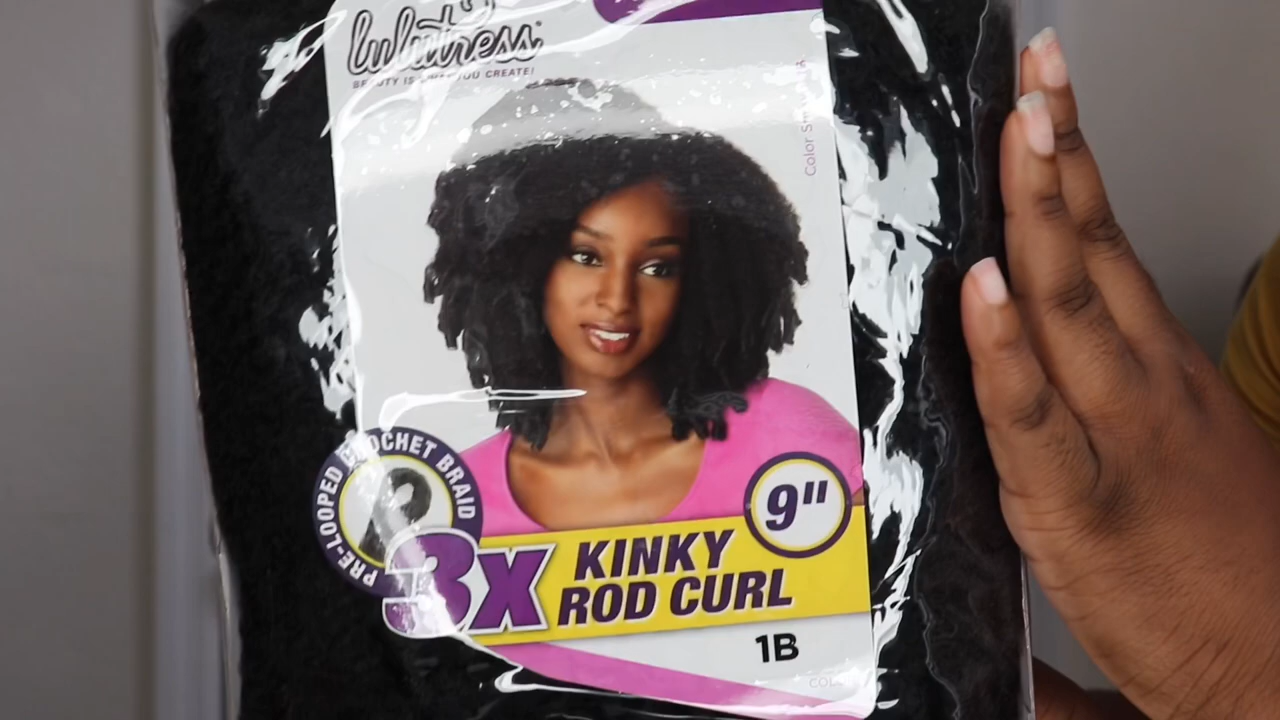 lulutress
BEAUTY IS WHAT YOU CREATE!
PRE-LOOPED CROCHET BRAID
9"
3X KINKY
ROD CURL
1B